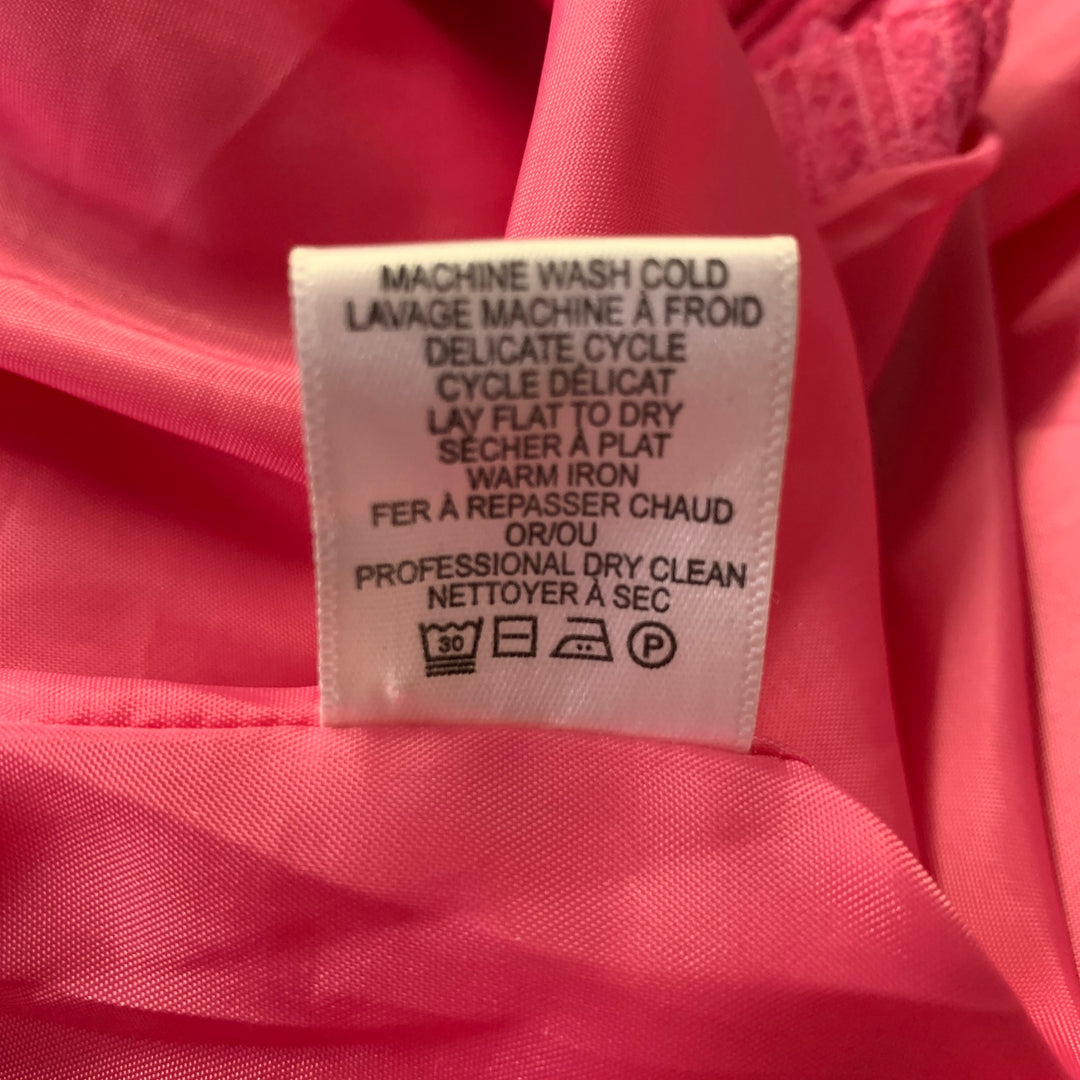 MACHINE WASH COLD
LAVAGE MACHINE À FROID
DELICATE CYCLE
CYCLE DÉLICAT
LAY FLAT TO DRY
SÉCHER À PLAT
WARM IRON
FER À REPASSER CHAUD
OR/OU
PROFESSIONAL DRY CLEAN
NETTOYER À SEC
30 P